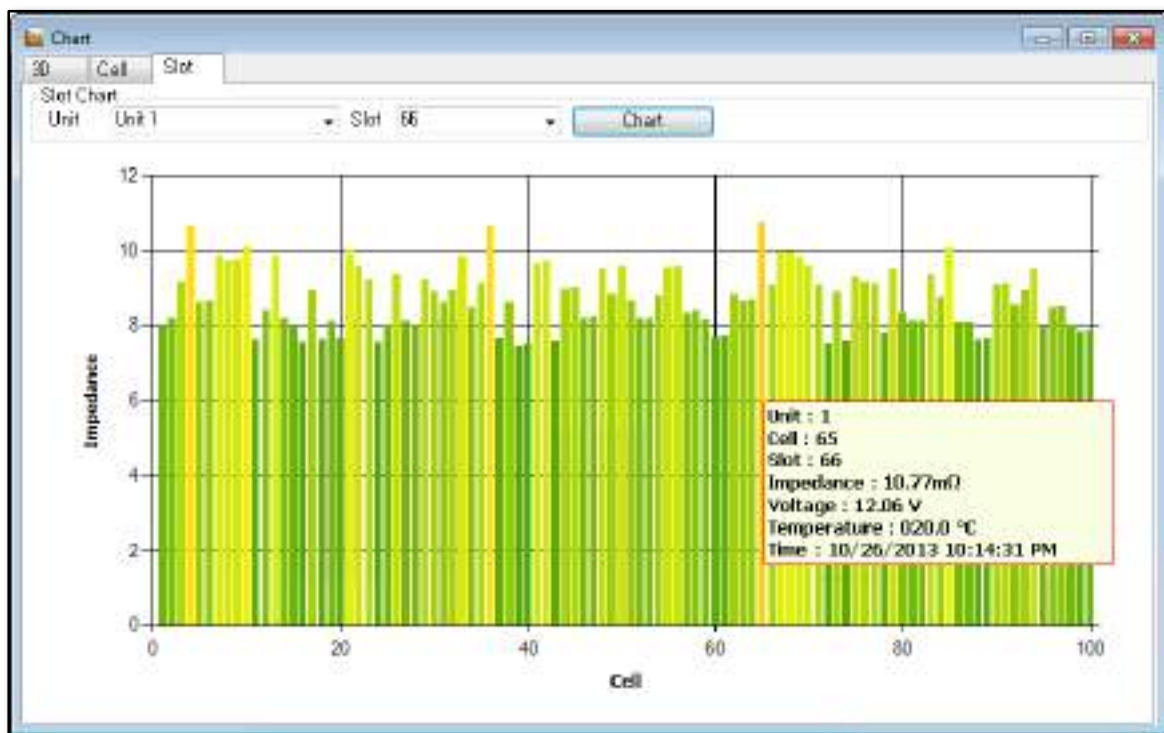 Chart
3D Cell Slot
Slot Chart
Unit Unit 1 Slot 66 Chart
12
10
8
6
4
2
0
Impedance
0 20 40 60 80 100
Cell
Unit : 1
Cell : 65
Slot : 66
Impedance : 10.77mΩ
Voltage : 12.06 V
Temperature : 020.0 °C
Time : 10/26/2013 10:14:31 PM